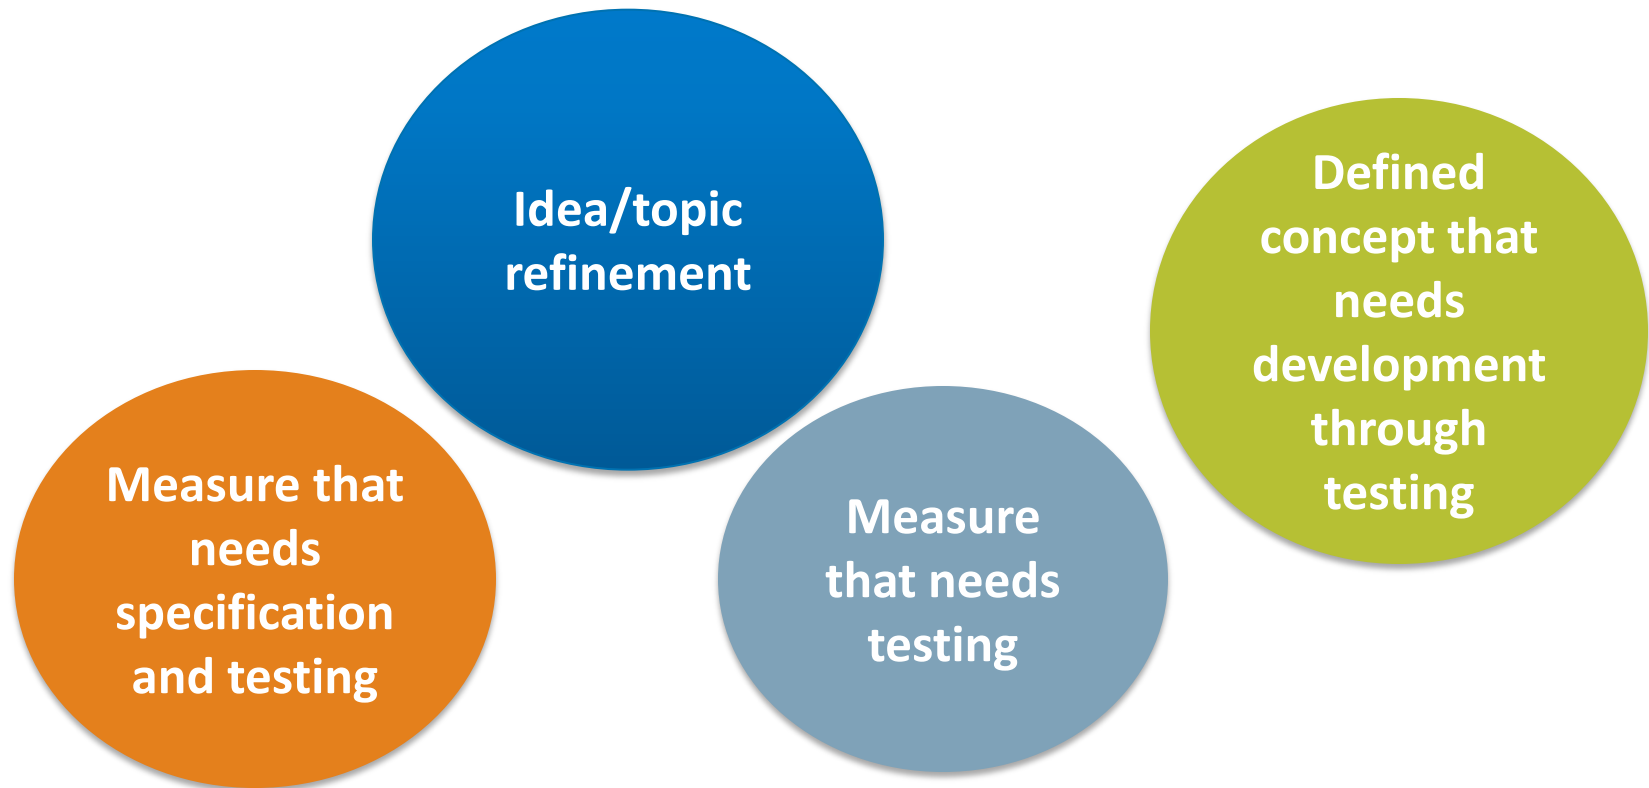 Idea/topic
refinement
Defined
concept that
needs
development
through
testing
Measure that
needs
specification
and testing
Measure
that needs
testing